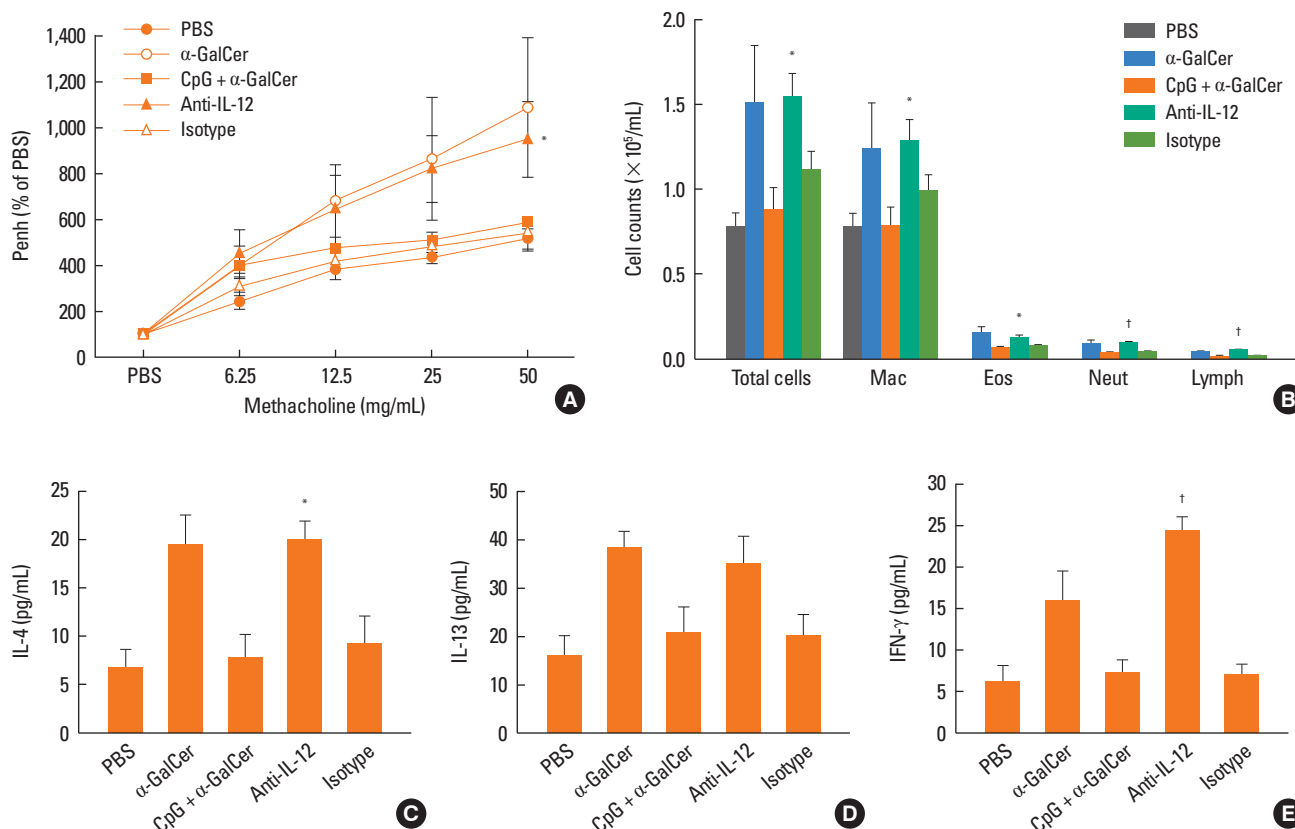 1,400
1,200
1,000
800
600
400
200
0
Penh (% of PBS)
PBS
α-GalCer
CpG + α-GalCer
Anti-IL-12
Isotype
*
PBS 6.25 12.5 25 50
Methacholine (mg/mL)
A
2.0
1.5
1.0
0.5
0.0
Cell counts (× 10⁵/mL)
PBS
α-GalCer
CpG + α-GalCer
Anti-IL-12
Isotype
*
*
*
†
†
Total cells Mac Eos Neut Lymph
B
25
20
15
10
5
0
IL-4 (pg/mL)
*
PBS
α-GalCer
CpG + α-GalCer
Anti-IL-12
Isotype
C
50
40
30
20
10
0
IL-13 (pg/mL)
PBS
α-GalCer
CpG + α-GalCer
Anti-IL-12
Isotype
D
30
25
20
15
10
5
0
IFN-γ (pg/mL)
†
PBS
α-GalCer
CpG + α-GalCer
Anti-IL-12
Isotype
E